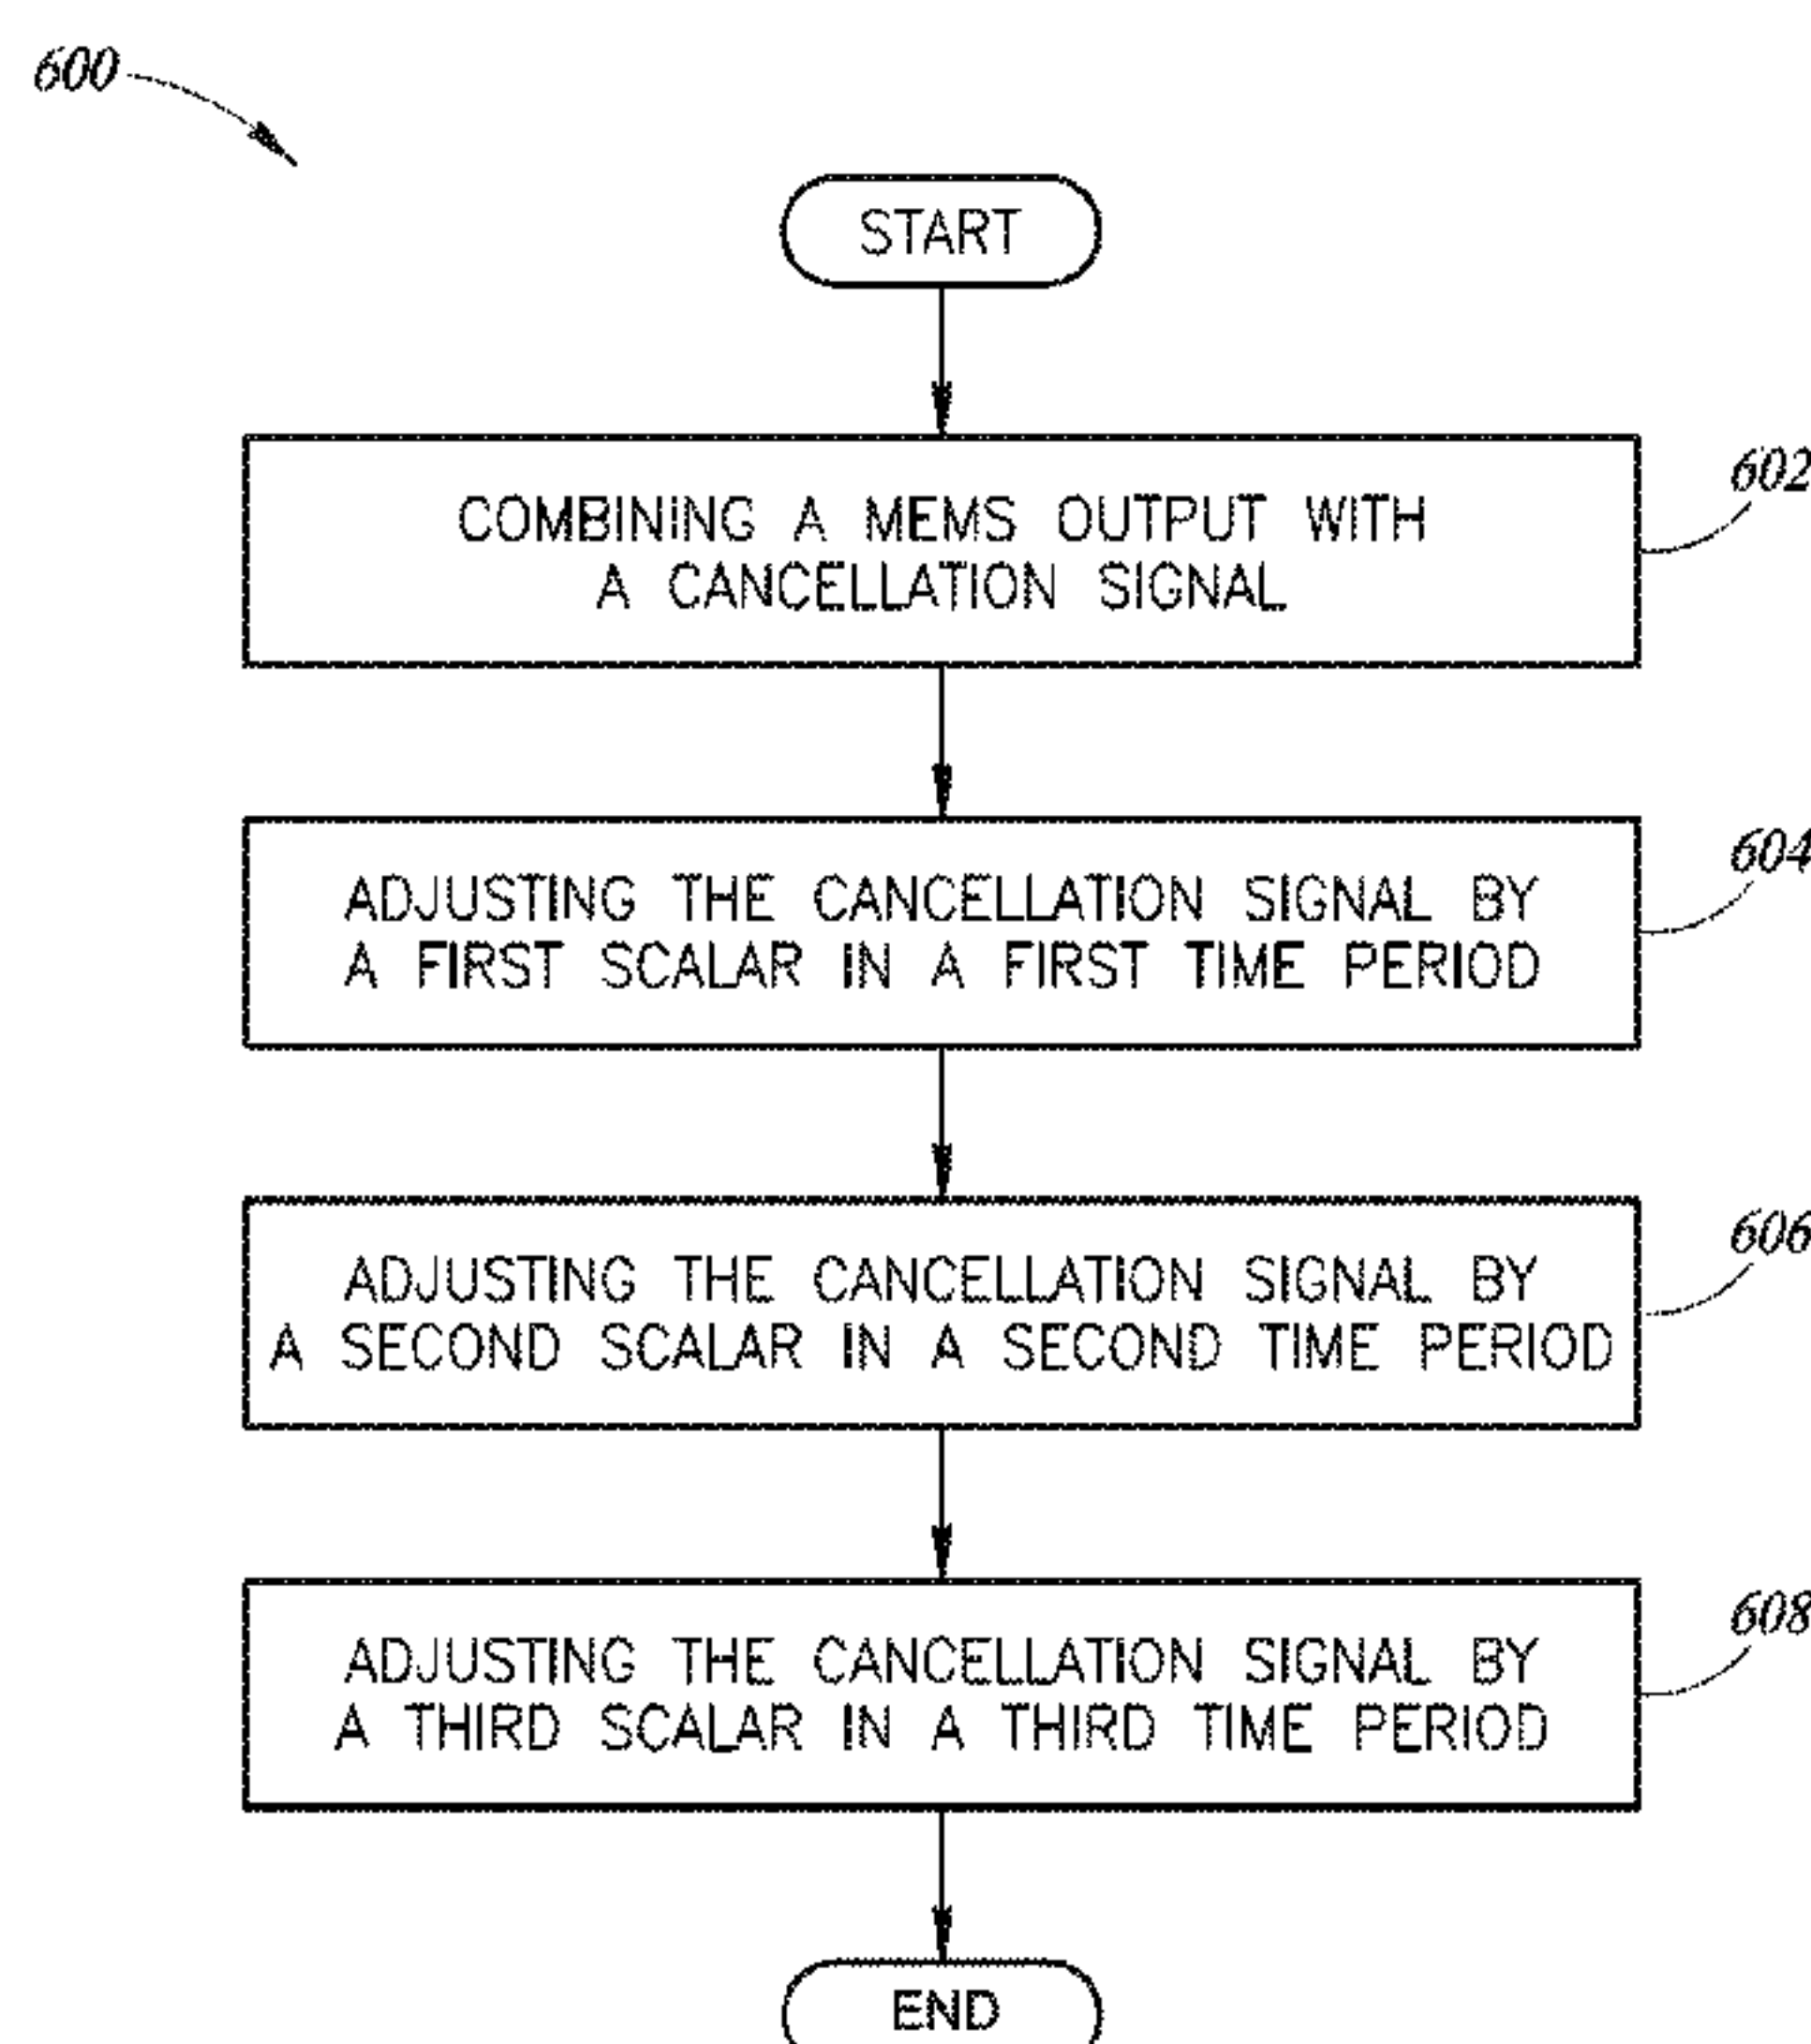 600
START
COMBINING A MEMS OUTPUT WITH
A CANCELLATION SIGNAL
602
ADJUSTING THE CANCELLATION SIGNAL BY
A FIRST SCALAR IN A FIRST TIME PERIOD
604
ADJUSTING THE CANCELLATION SIGNAL BY
A SECOND SCALAR IN A SECOND TIME PERIOD
606
ADJUSTING THE CANCELLATION SIGNAL BY
A THIRD SCALAR IN A THIRD TIME PERIOD
608
END